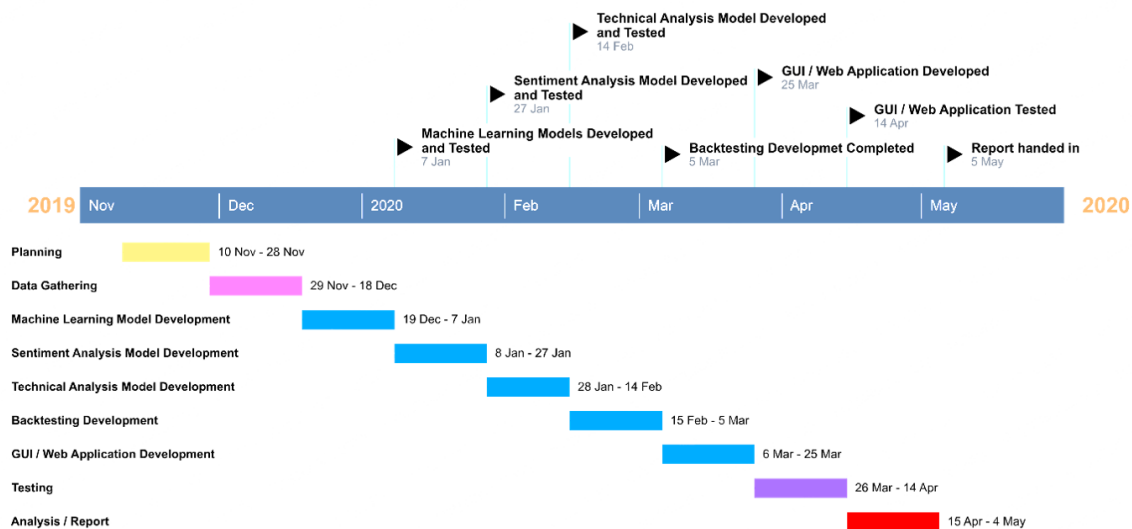 Technical Analysis Model Developed
and Tested
14 Feb
GUI / Web Application Developed
25 Mar
Sentiment Analysis Model Developed
and Tested
27 Jan
GUI / Web Application Tested
14 Apr
Machine Learning Models Developed
and Tested
7 Jan
Backtesting Developmet Completed
5 Mar
Report handed in
5 May
2019 Nov Dec 2020 Feb Mar Apr May 2020
Planning 10 Nov - 28 Nov
Data Gathering 29 Nov - 18 Dec
Machine Learning Model Development 19 Dec - 7 Jan
Sentiment Analysis Model Development 8 Jan - 27 Jan
Technical Analysis Model Development 28 Jan - 14 Feb
Backtesting Development 15 Feb - 5 Mar
GUI / Web Application Development 6 Mar - 25 Mar
Testing 26 Mar - 14 Apr
Analysis / Report 15 Apr - 4 May